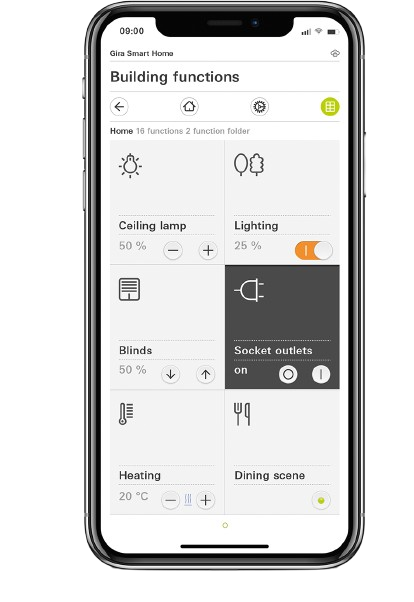 09:00
Gira Smart Home
Building functions
Home 16 functions 2 function folder
Ceiling lamp
50 %
Lighting
25 %
Blinds
50 %
Socket outlets
on
Heating
20 °C
Dining scene